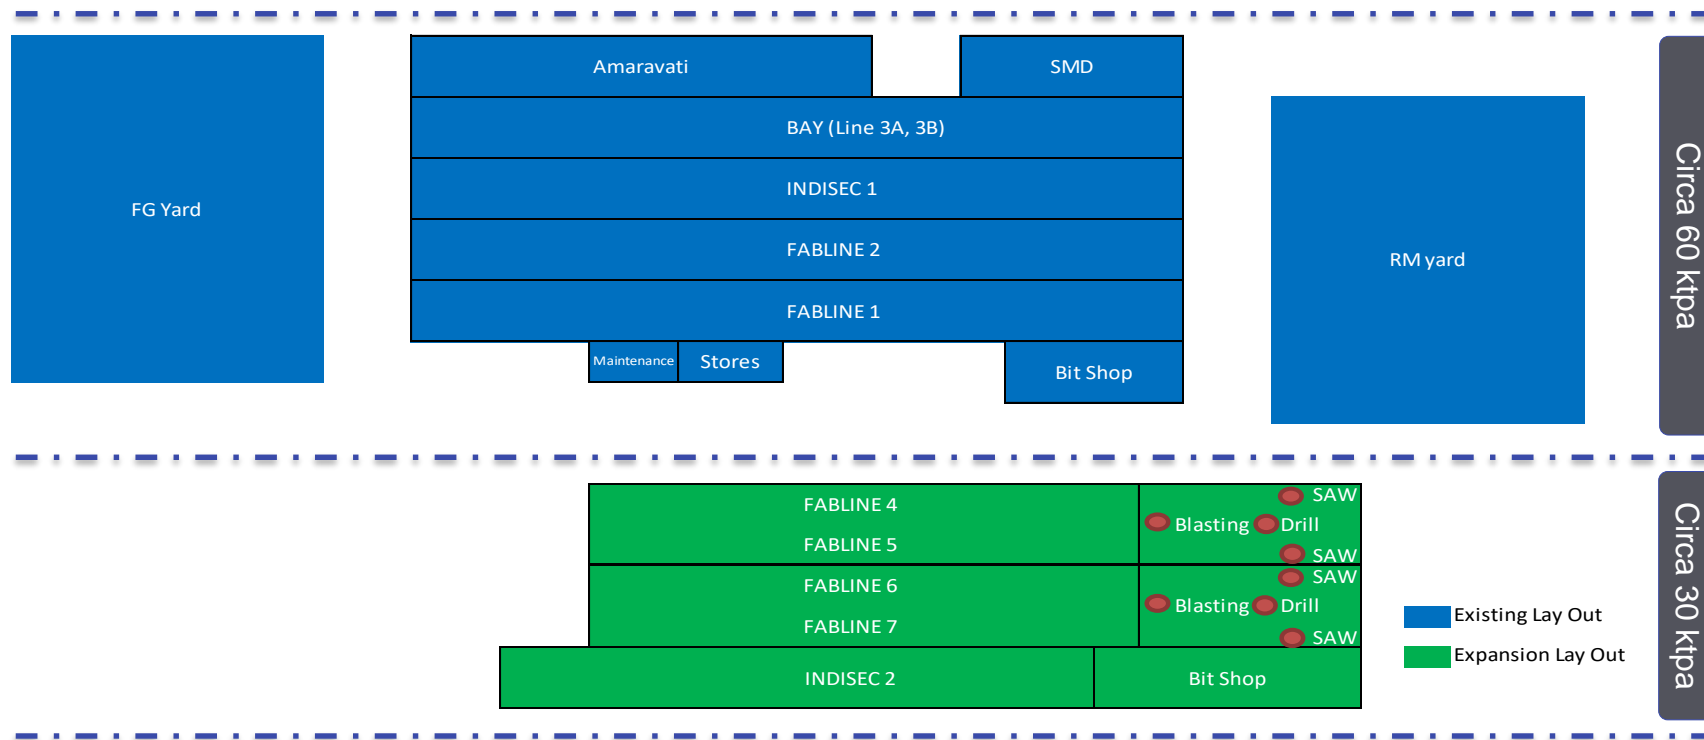 Amaravati
SMD
BAY (Line 3A, 3B)
INDISEC 1
FG Yard
FABLINE 2
RM yard
FABLINE 1
Maintenance
Stores
Bit Shop
Circa 60 ktpa
FABLINE 4
SAW
Blasting
Drill
FABLINE 5
SAW
FABLINE 6
SAW
Blasting
Drill
FABLINE 7
SAW
INDISEC 2
Bit Shop
Existing Lay Out
Expansion Lay Out
Circa 30 ktpa